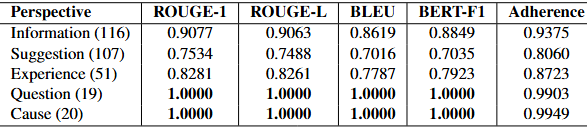 Perspective ROUGE-1 ROUGE-L BLEU BERT-F1 Adherence
Information (116) 0.9077 0.9063 0.8619 0.8849 0.9375
Suggestion (107) 0.7534 0.7488 0.7016 0.7035 0.8060
Experience (51) 0.8281 0.8261 0.7787 0.7923 0.8723
Question (19) 1.0000 1.0000 1.0000 1.0000 0.9903
Cause (20) 1.0000 1.0000 1.0000 1.0000 0.9949